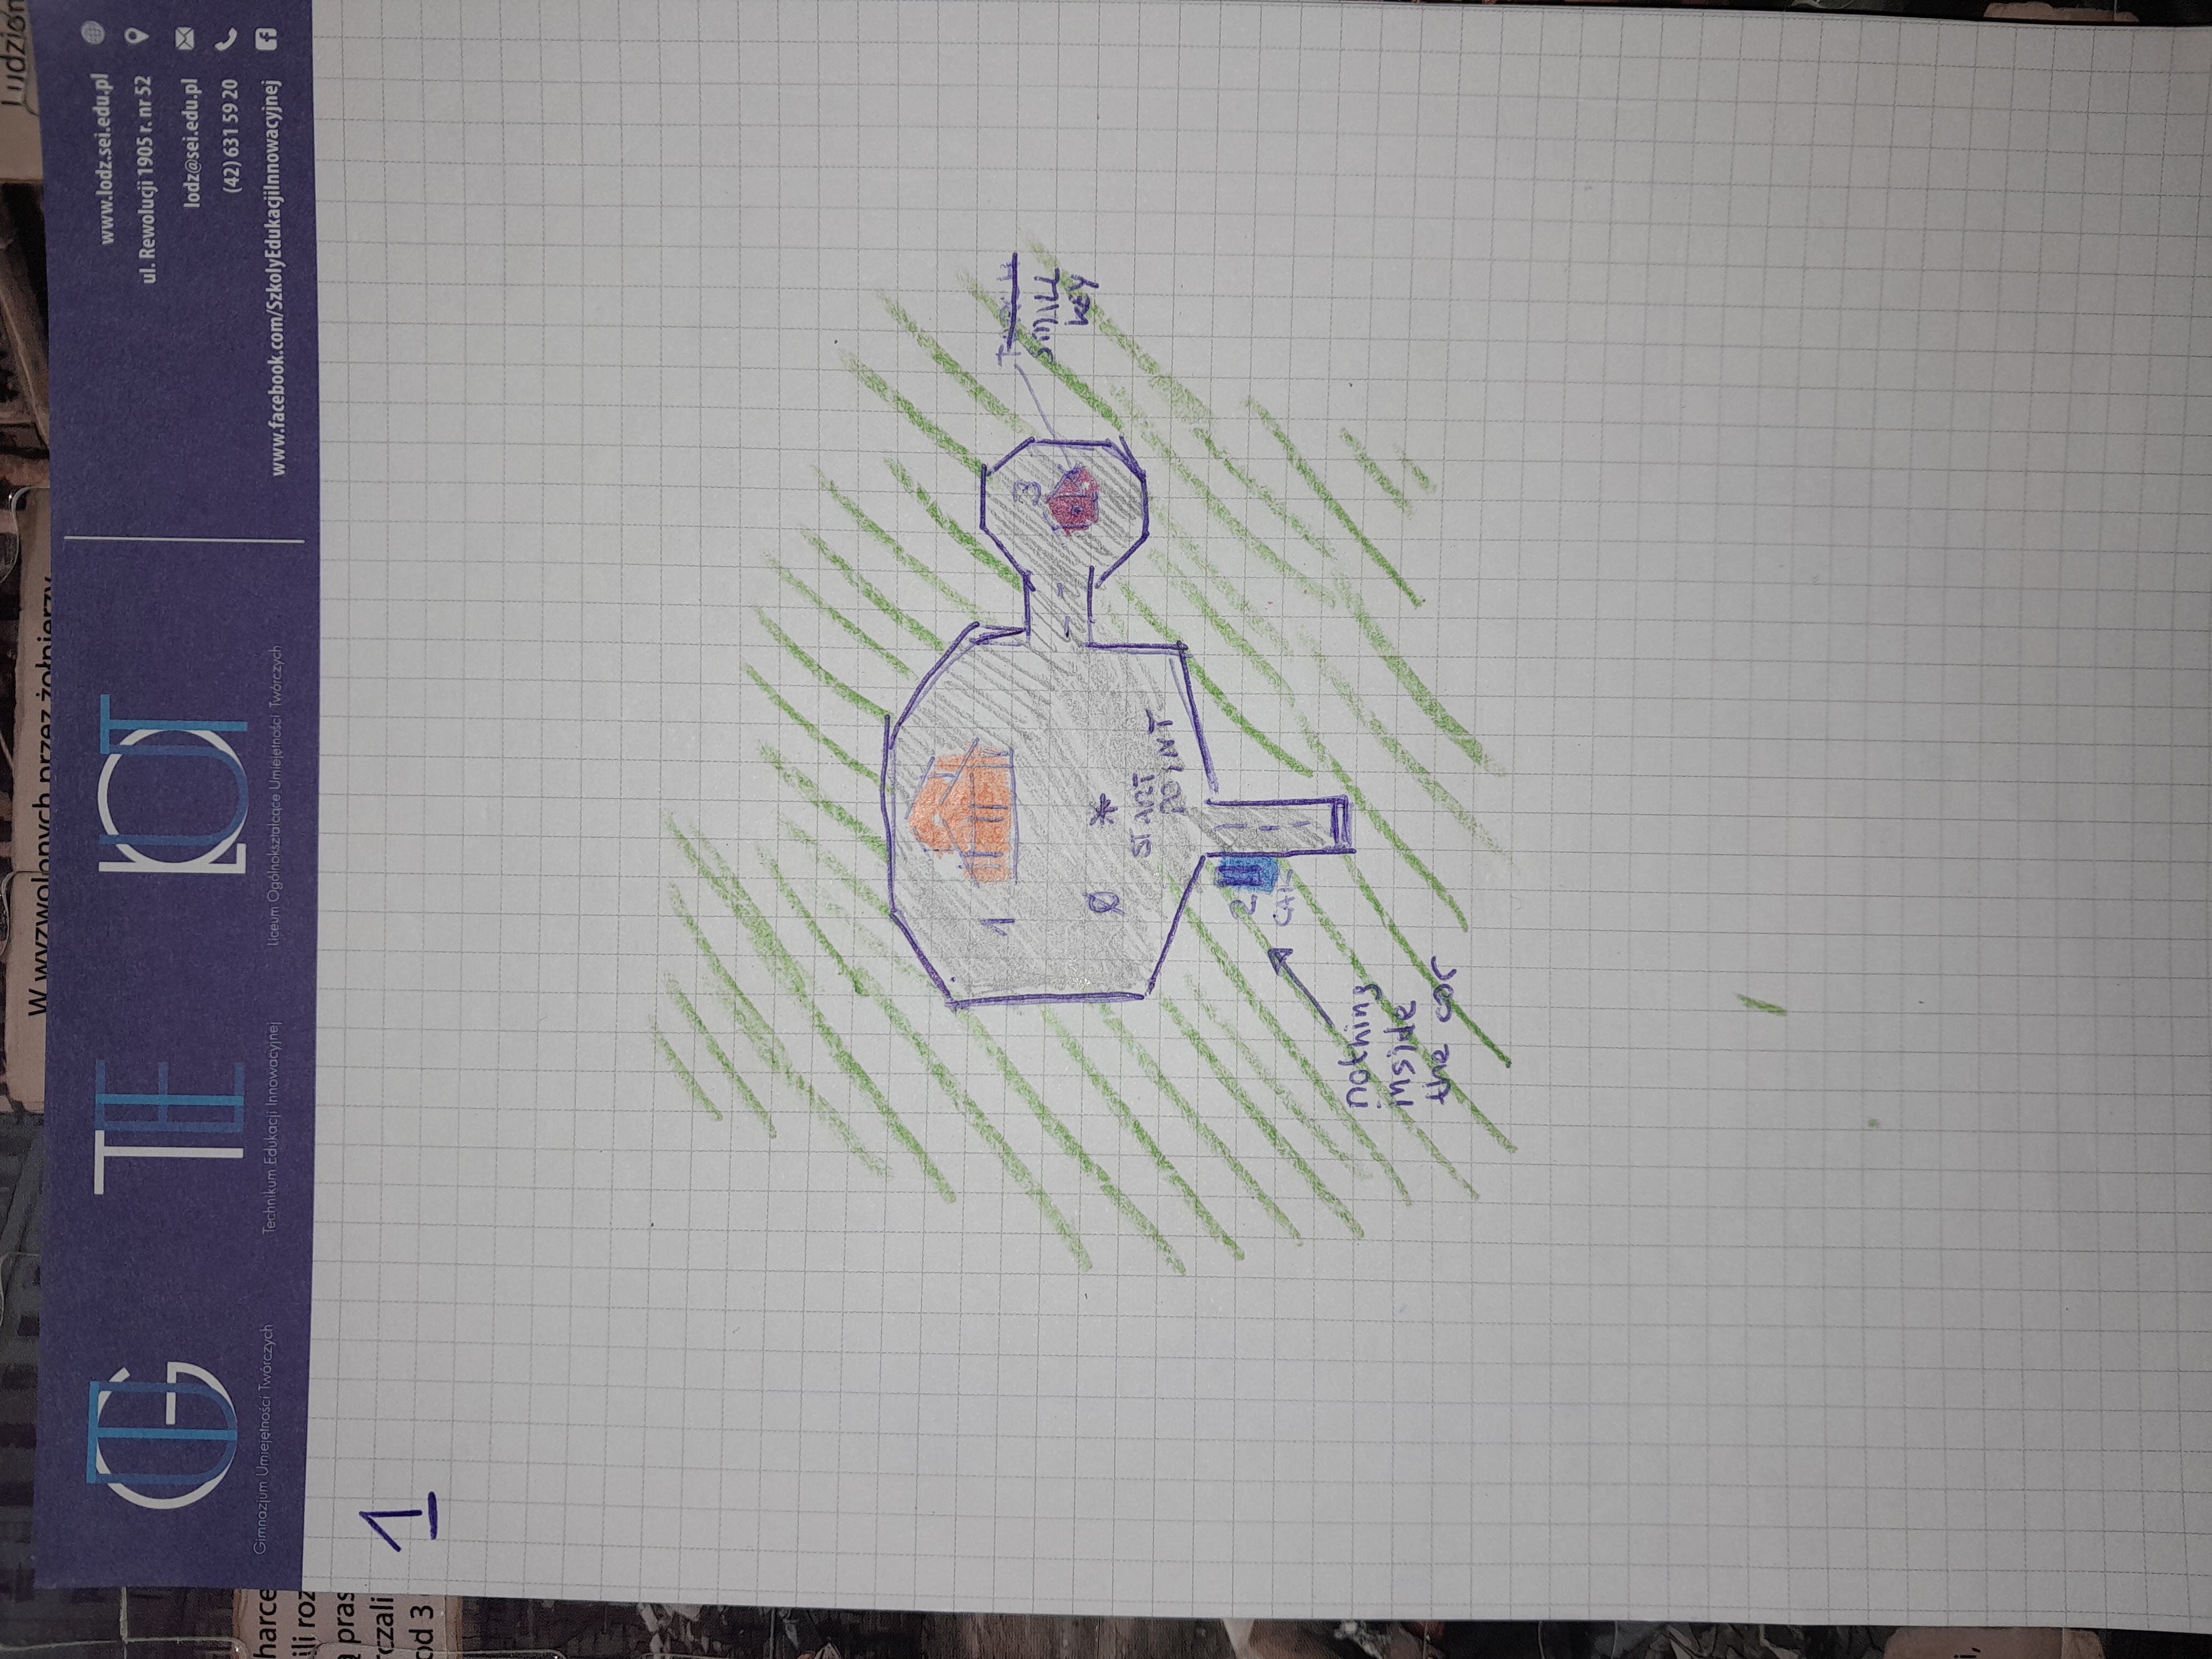 W wyzwolonych przez żołnierzy
GUT
TE
LOUT
Gimnazjum Umiejętności Twórczych
Technikum Edukacji Innowacyjnej
Liceum Ogólnokształcące Umiejętności Twórczych
www.lodz.sei.edu.pl
ul. Rewolucji 1905 r. nr 52
lodz@sei.edu.pl
(42) 631 59 20
www.facebook.com/SzkolyEdukacjiInnowacyjnej
harce
ili roz
ą pras
rczali
od 3
1
1
3
SMALL
KEY
Ø *
START
POINT
2
CAR
nothing
inside
the car
i,